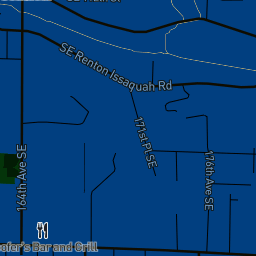 SE Renton Issaquah Rd
171st PL SE
176th Ave SE
164th Ave SE
ofer's Bar and Grill